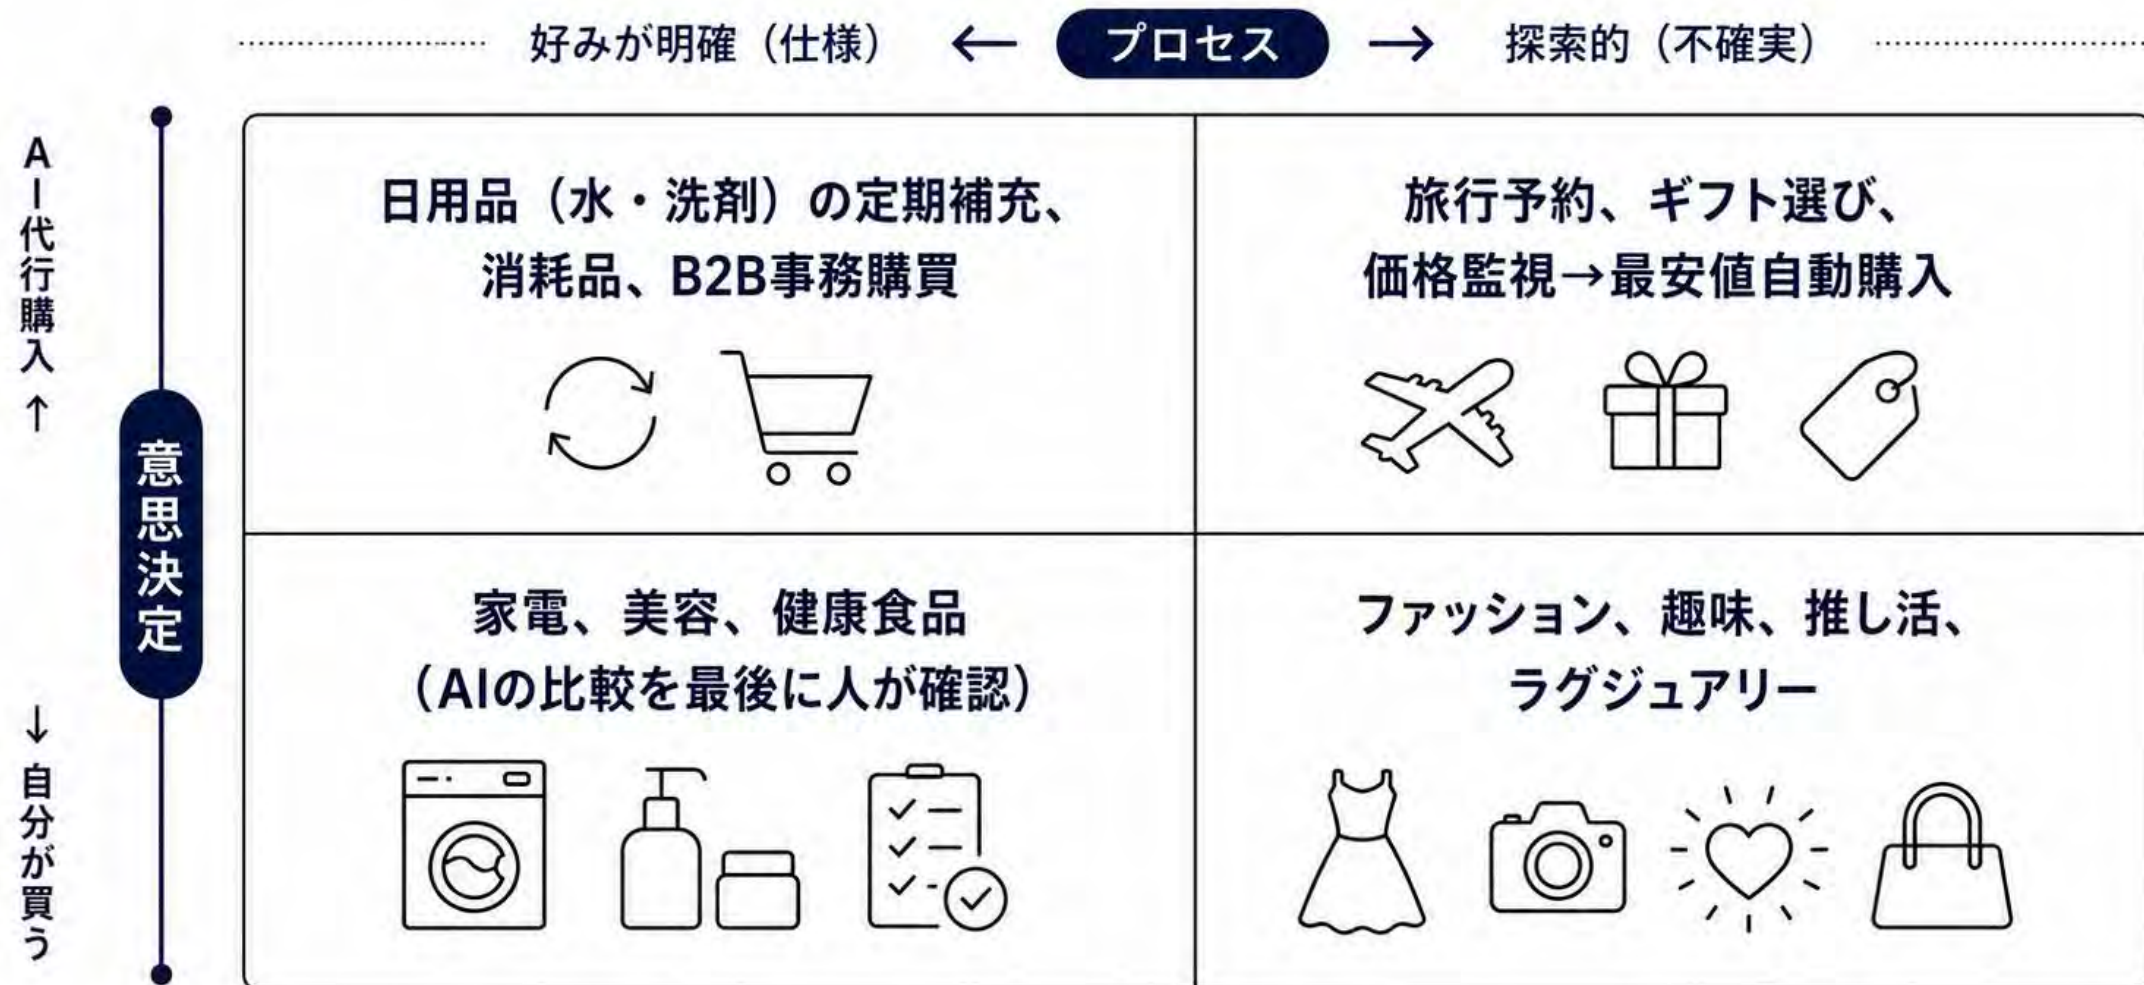 好みが明確（仕様） ← プロセス → 探索的（不確実）
AI代行購入 ↑
意思決定
↓ 自分が買う
日用品（水・洗剤）の定期補充、
消耗品、B2B事務購買
旅行予約、ギフト選び、
価格監視→最安値自動購入
家電、美容、健康食品
（AIの比較を最後に人が確認）
ファッション、趣味、推し活、
ラグジュアリー